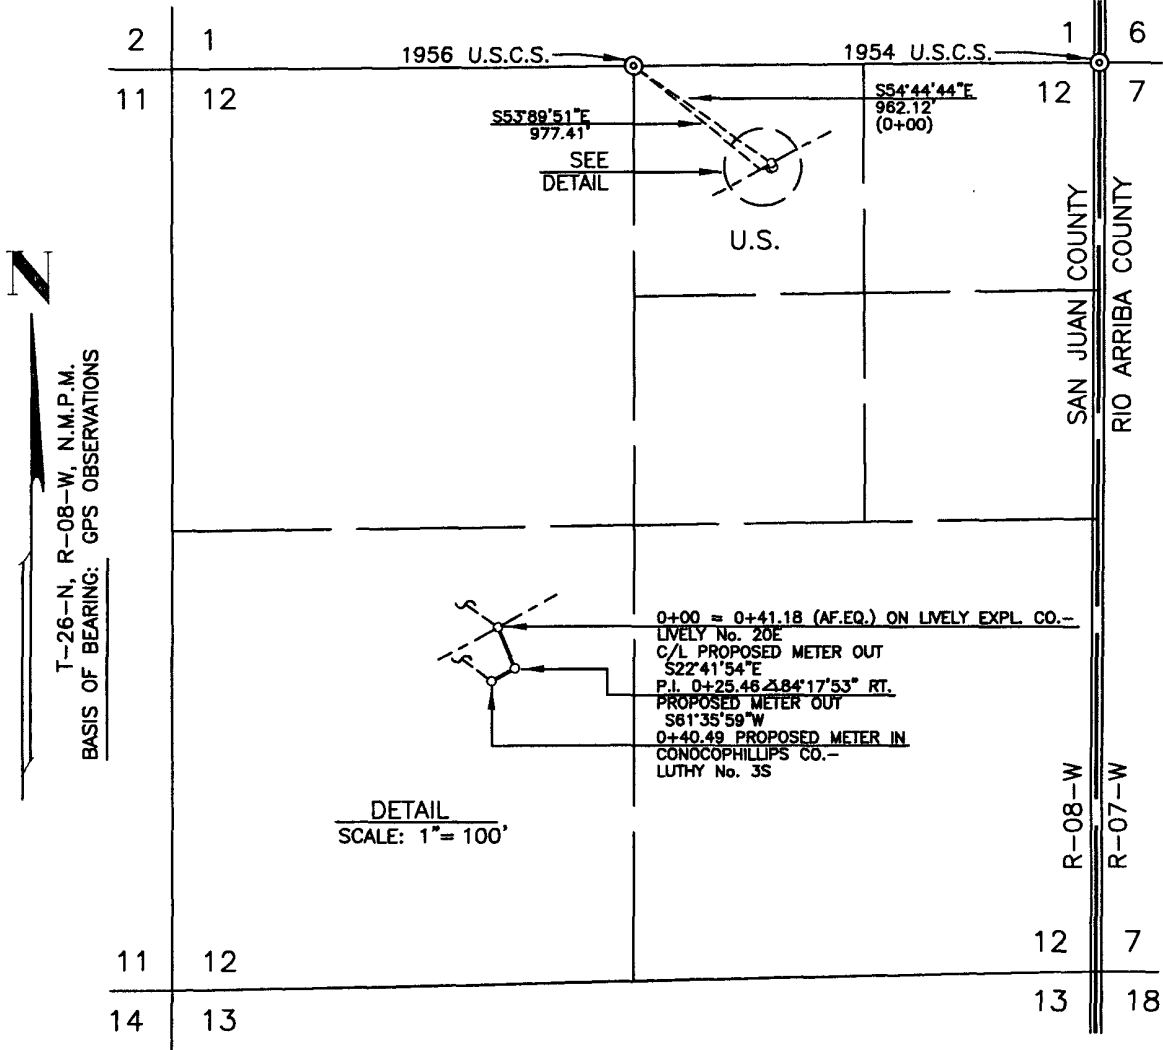 2 1
1 6
1956 U.S.C.S.
1954 U.S.C.S.
11 12
12 7
S54°44'44"E
962.12'
(0+00)
S53°89'51"E
977.41'
SEE
DETAIL
U.S.
SAN JUAN COUNTY
RIO ARRIBA COUNTY
N
T-26-N, R-08-W, N.M.P.M.
BASIS OF BEARING: GPS OBSERVATIONS
0+00 = 0+41.18 (AF.EQ.) ON LIVELY EXPL. CO.-
LIVELY No. 20E
C/L PROPOSED METER OUT
S22°41'54"E
P.I. 0+25.46 ∆84°17'53" RT.
PROPOSED METER OUT
S61°35'59"W
0+40.49 PROPOSED METER IN
CONOCOPHILLIPS CO.-
LUTHY No. 3S
DETAIL
SCALE: 1"= 100'
R-08-W
R-07-W
11 12
12 7
14 13
13 18